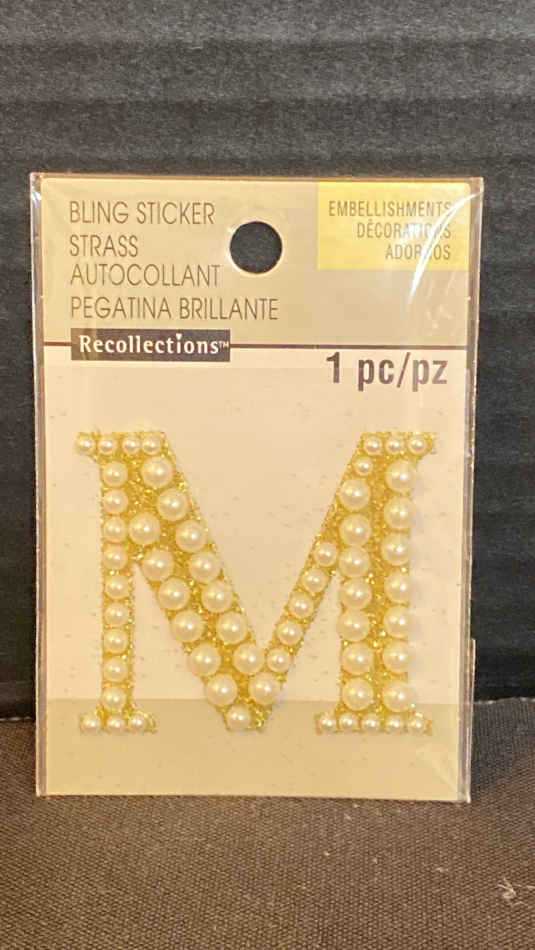 BLING STICKER
STRASS
AUTOCOLLANT
PEGATINA BRILLANTE
EMBELLISHMENTS
DÉCORATIONS
ADORNOS
Recollections™
1 pc/pz
M